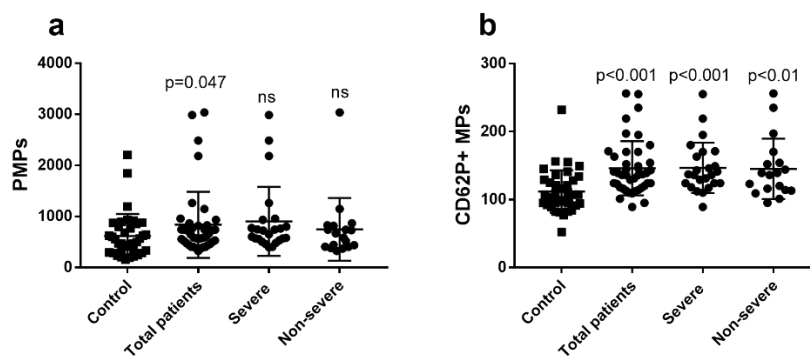 a
PMPs
4000
3000
2000
1000
0
p=0.047
ns
ns
Control
Total patients
Severe
Non-severe
b
CD62P+ MPs
300
200
100
0
p<0.001
p<0.001
p<0.01
Control
Total patients
Severe
Non-severe